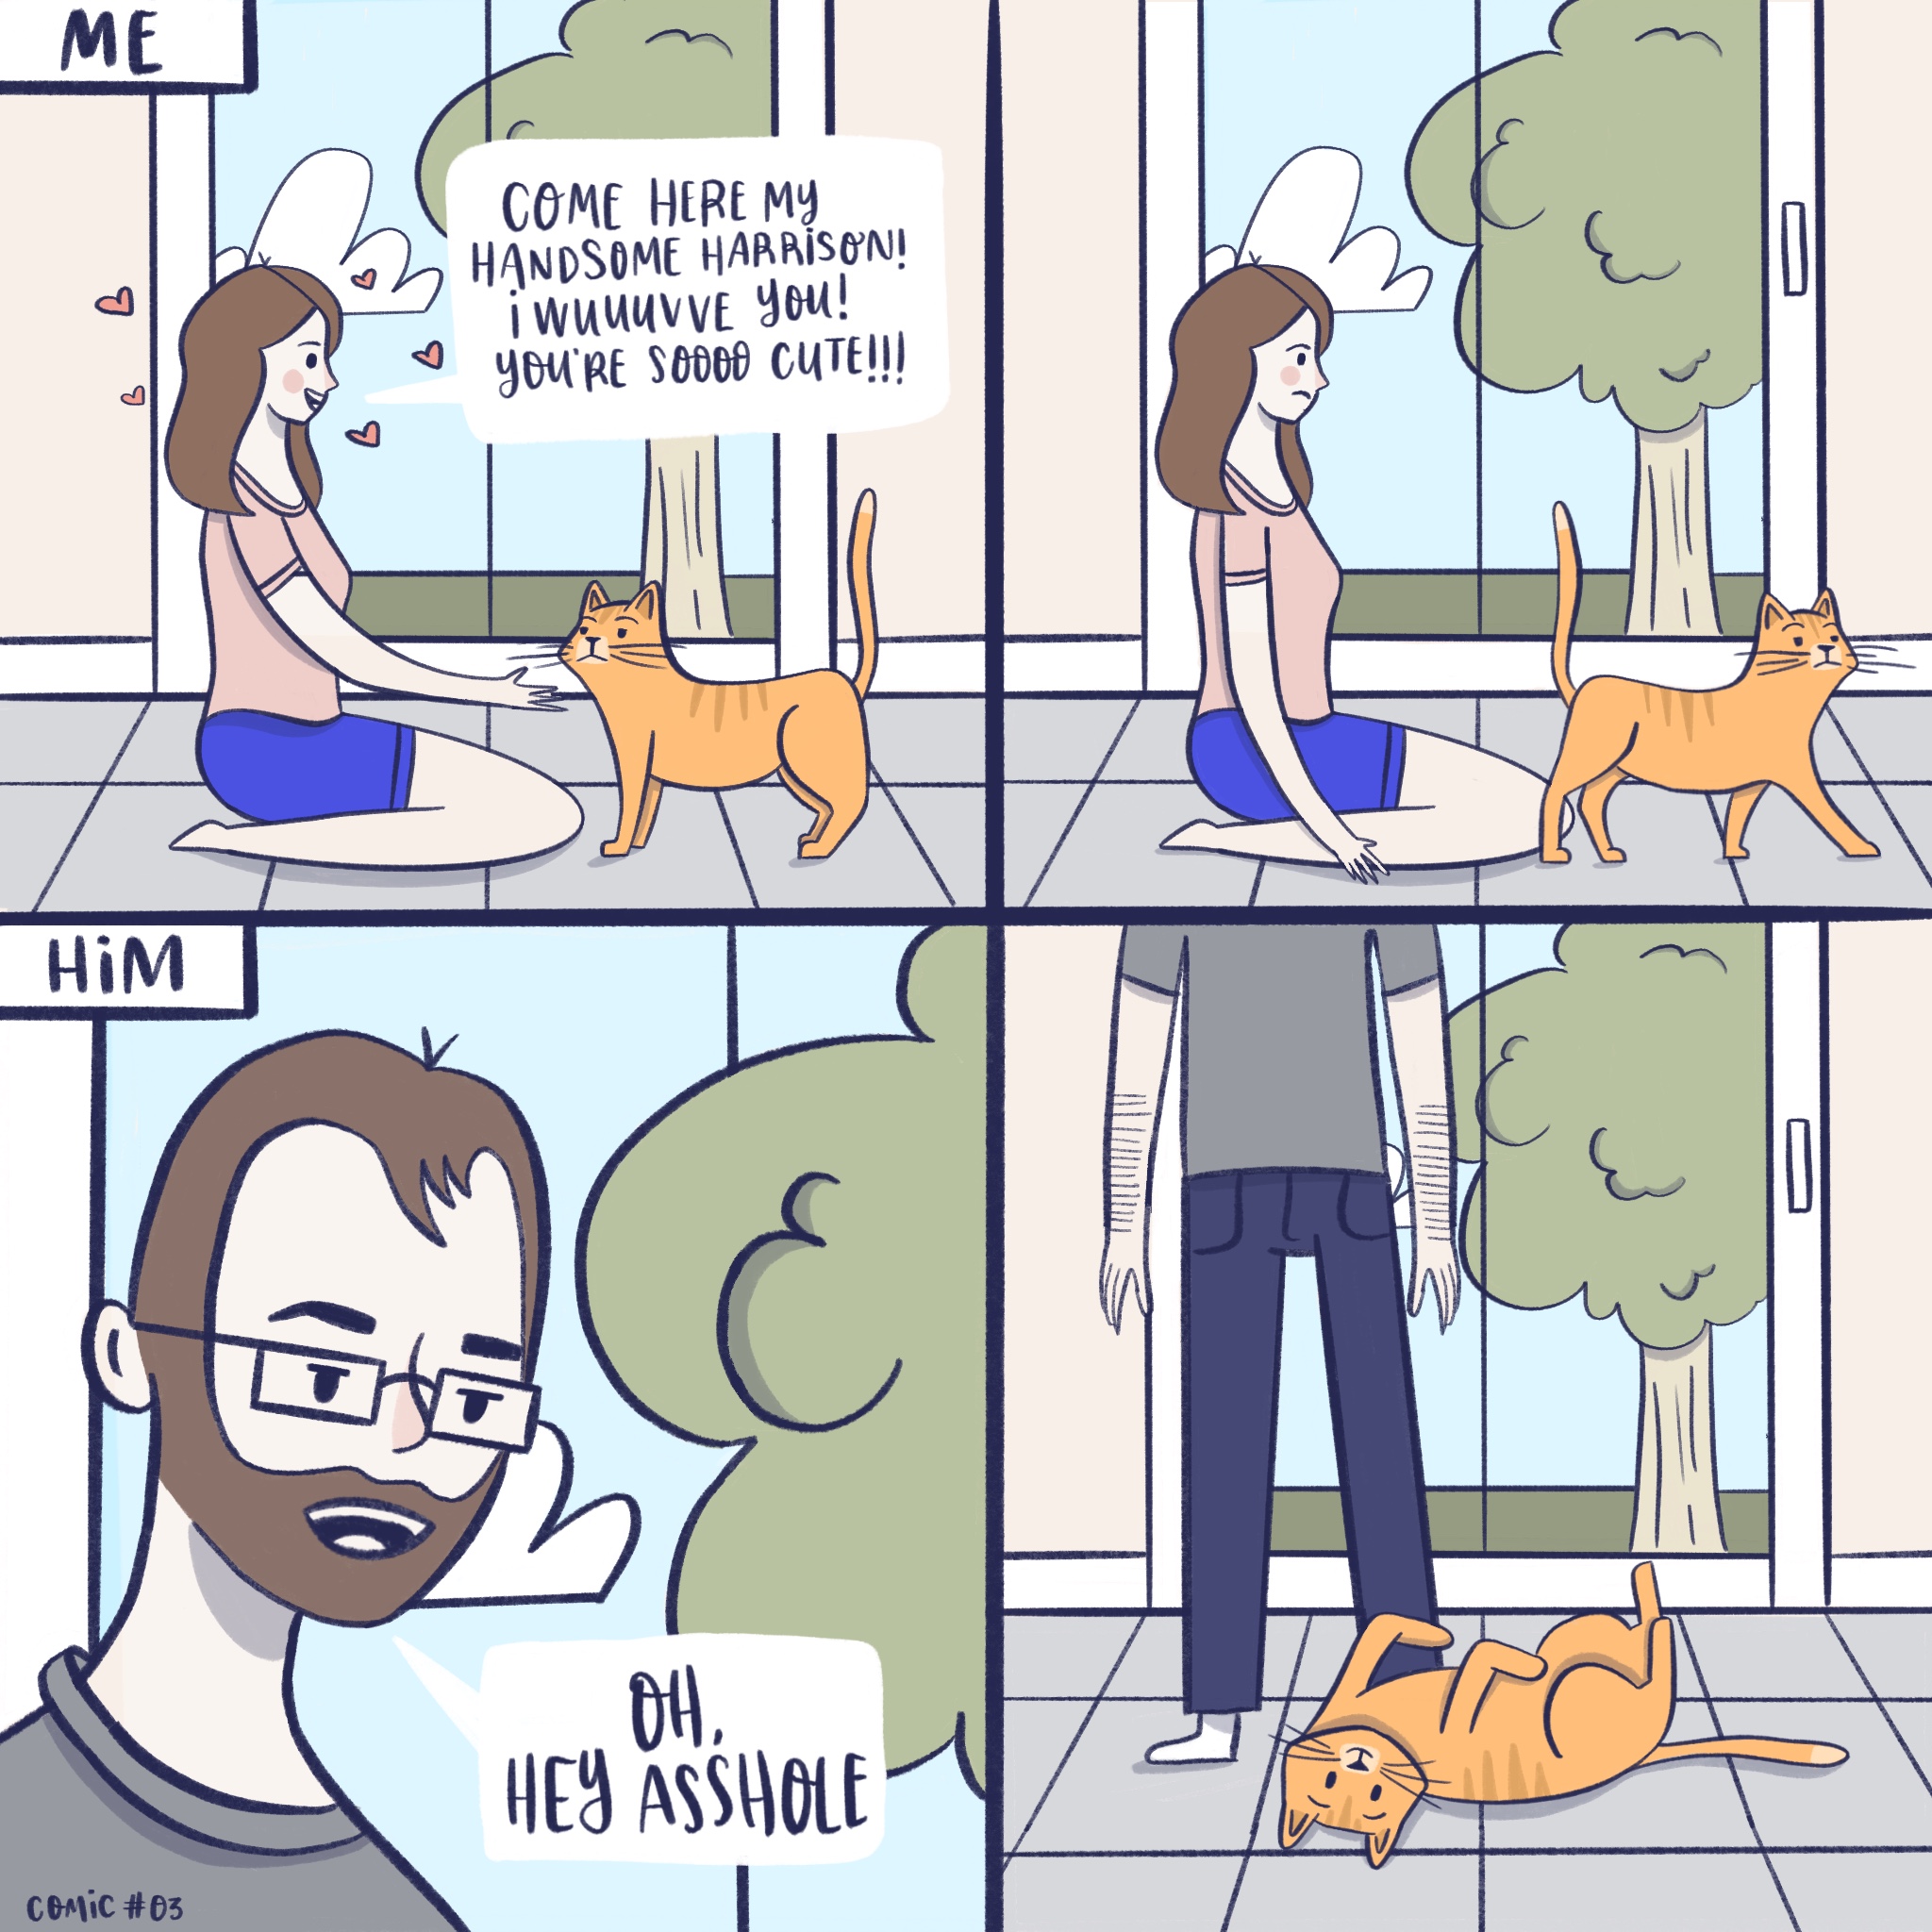 ME
COME HERE MY
HANDSOME HARRISON!
i WUUUVVE YOU!
YOU'RE SOOOO CUTE!!!
HiM
OH,
HEY ASSHOLE
COMIC #03